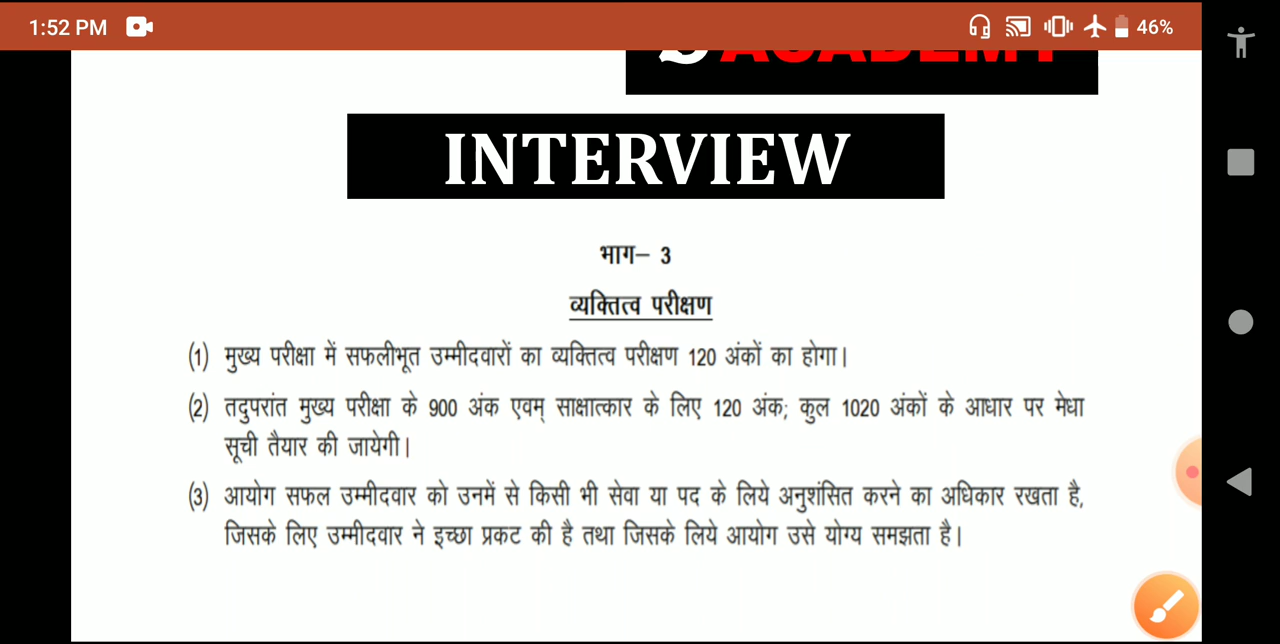 1:52 PM
46%
ACADEMY
INTERVIEW
भाग– 3
व्यक्तित्व परीक्षण
(1) मुख्य परीक्षा में सफलीभूत उम्मीदवारों का व्यक्तित्व परीक्षण 120 अंकों का होगा।
(2) तदुपरांत मुख्य परीक्षा के 900 अंक एवम् साक्षात्कार के लिए 120 अंक; कुल 1020 अंकों के आधार पर मेधा
सूची तैयार की जायेगी।
(3) आयोग सफल उम्मीदवार को उनमें से किसी भी सेवा या पद के लिये अनुशंसित करने का अधिकार रखता है,
जिसके लिए उम्मीदवार ने इच्छा प्रकट की है तथा जिसके लिये आयोग उसे योग्य समझता है।